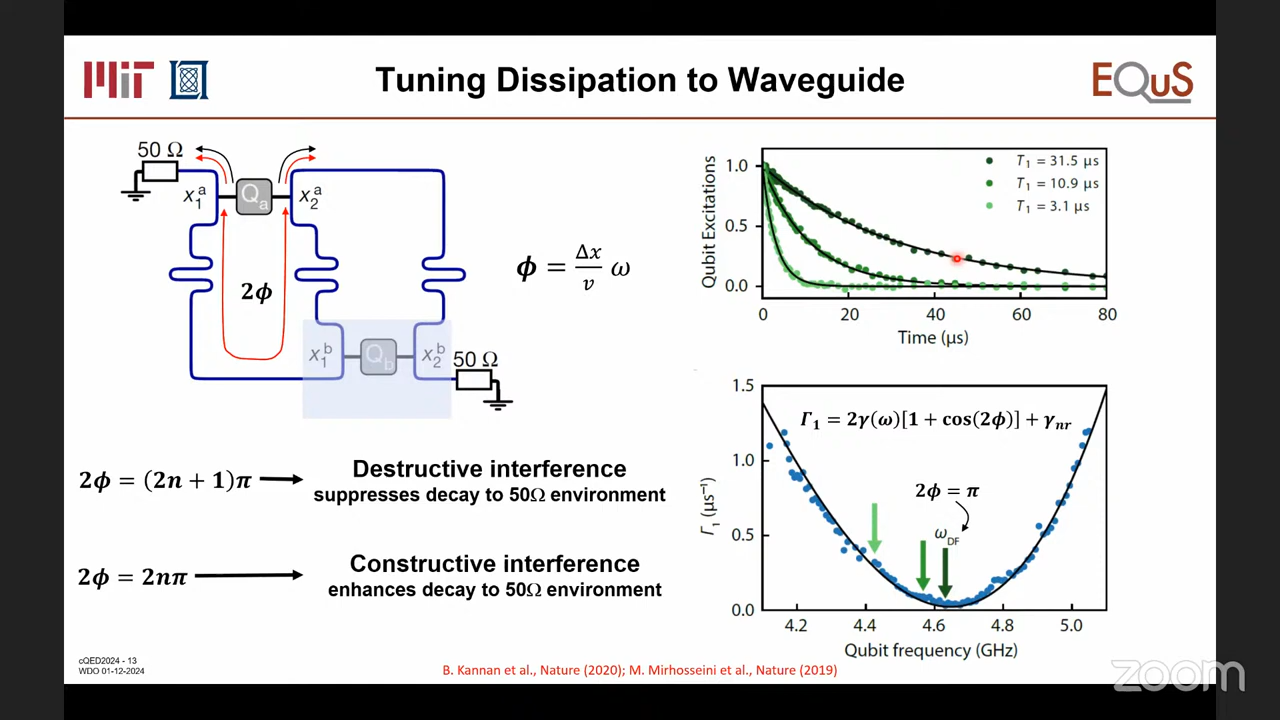 MIT
Tuning Dissipation to Waveguide
EQuS
50 Ω
x₁ᵃ
Qₐ
x₂ᵃ
2ϕ
x₁ᵇ
Q_b
x₂ᵇ
50 Ω
ϕ = Δx/v ω
2ϕ = (2n + 1)π
Destructive interference
suppresses decay to 50Ω environment
2ϕ = 2nπ
Constructive interference
enhances decay to 50Ω environment
Qubit Excitations
1.0
0.5
0.0
T₁ = 31.5 μs
T₁ = 10.9 μs
T₁ = 3.1 μs
0 20 40 60 80
Time (μs)
Γ₁ (μs⁻¹)
1.5
1.0
0.5
0.0
Γ₁ = 2γ(ω)[1 + cos(2ϕ)] + γₙᵣ
2ϕ = π
ω_DF
4.2 4.4 4.6 4.8 5.0
Qubit frequency (GHz)
cQED2024 - 13
WDO 01-12-2024
B. Kannan et al., Nature (2020); M. Mirhosseini et al., Nature (2019)
zoom